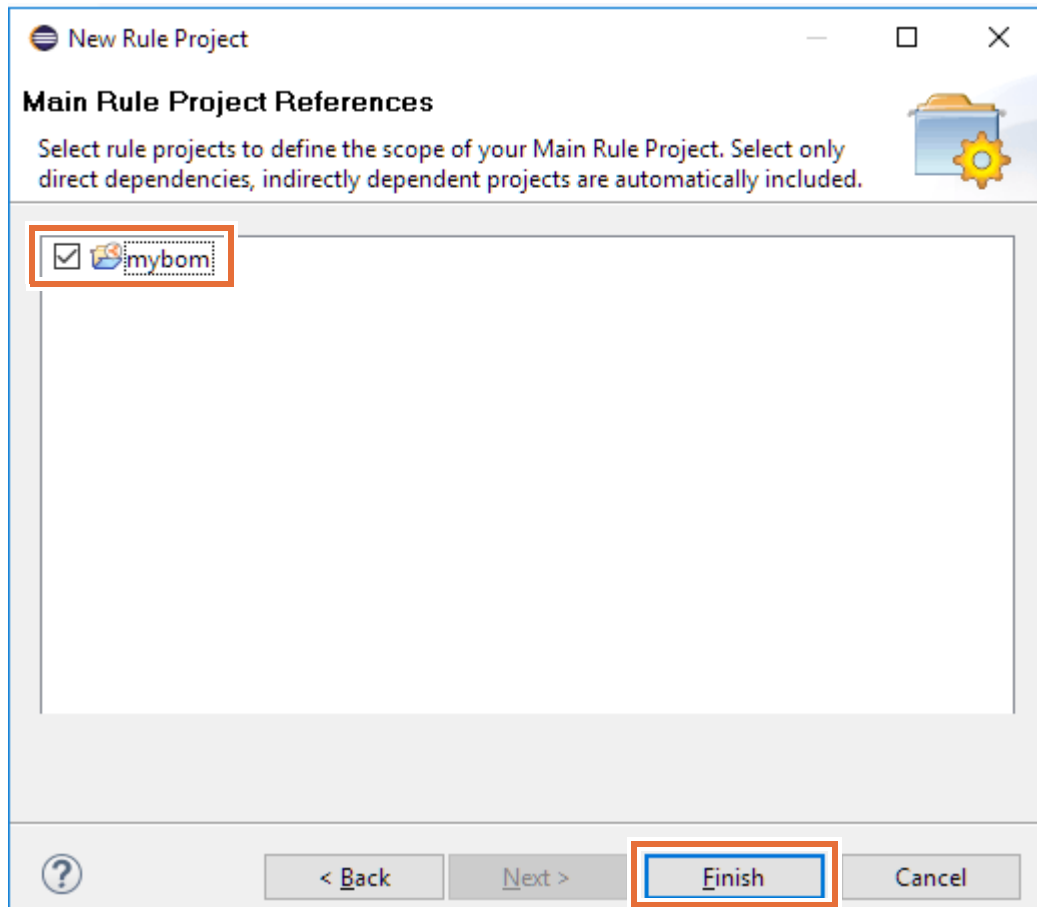 New Rule Project
Main Rule Project References
Select rule projects to define the scope of your Main Rule Project. Select only
direct dependencies, indirectly dependent projects are automatically included.
mybom
?
< Back
Next >
Finish
Cancel